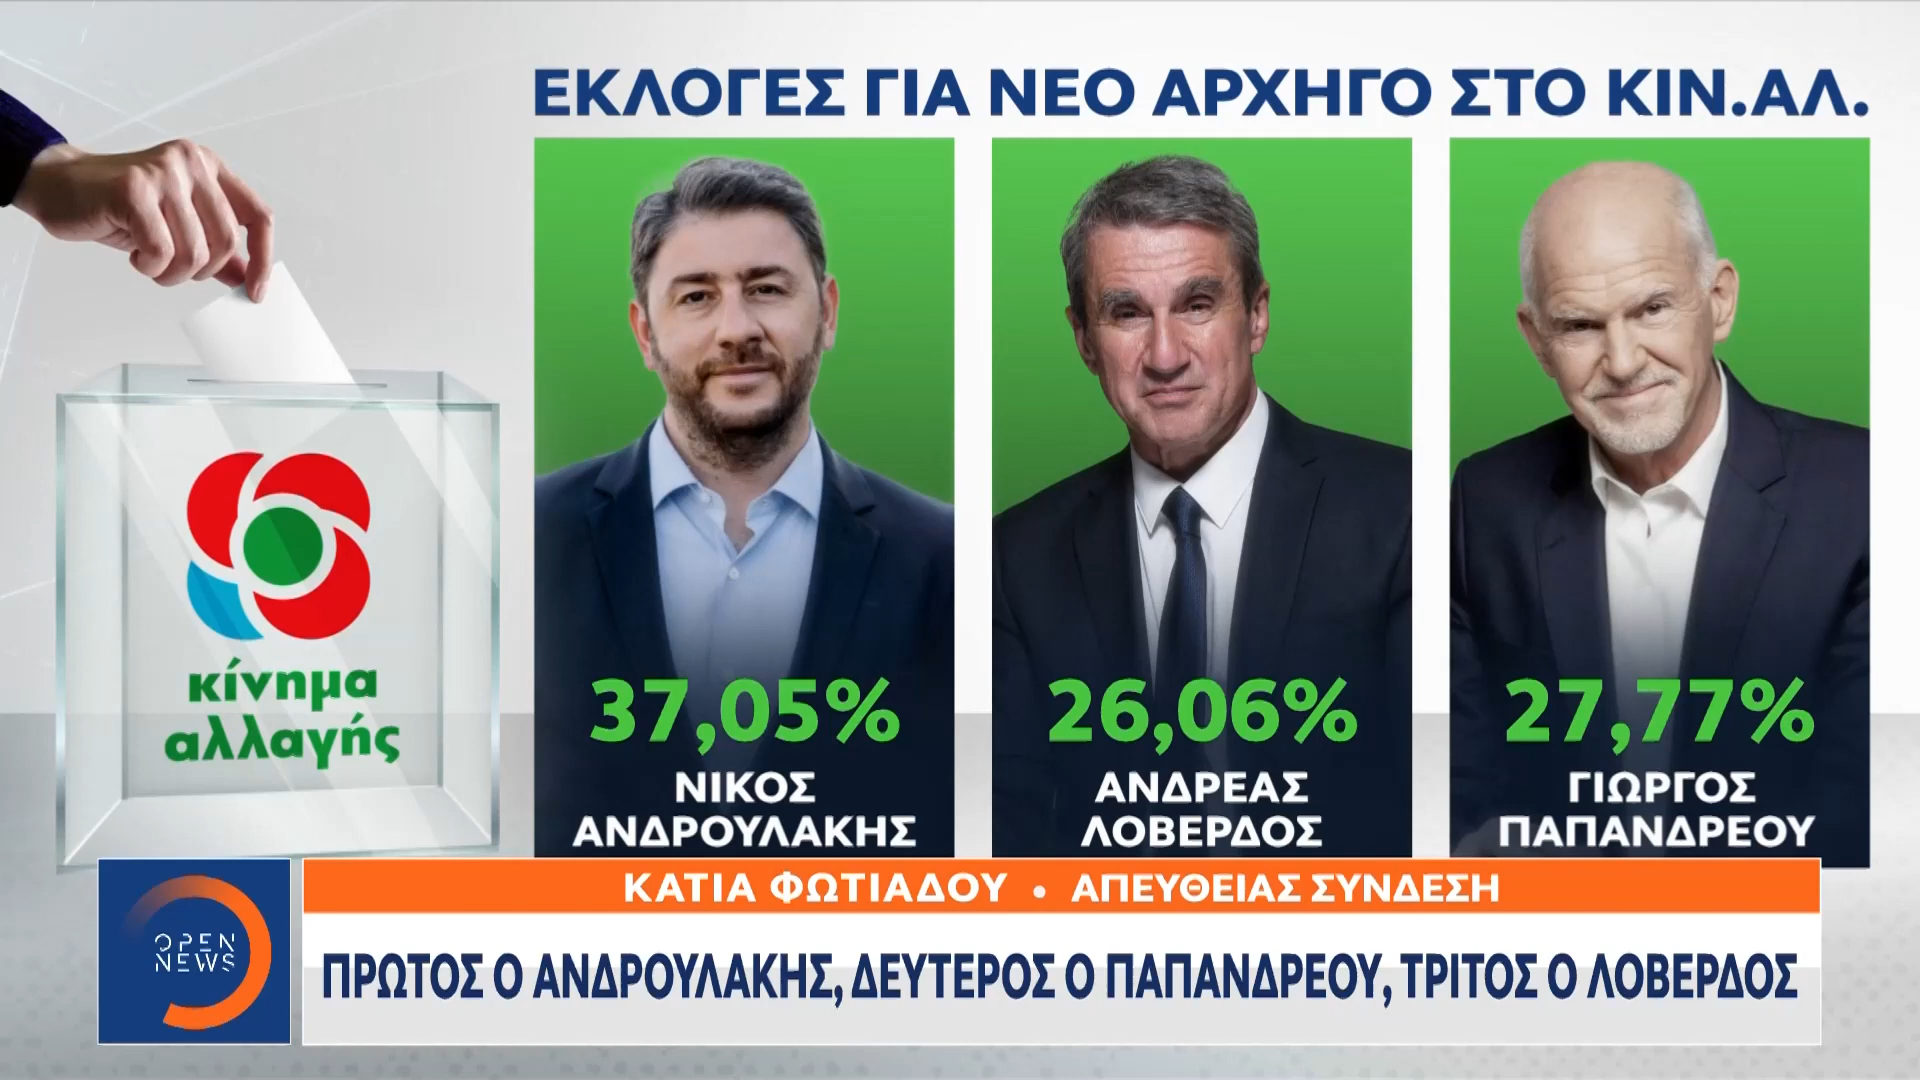 ΕΚΛΟΓΕΣ ΓΙΑ ΝΕΟ ΑΡΧΗΓΟ ΣΤΟ ΚΙΝ.ΑΛ.
κίνημα
αλλαγής
37,05%
ΝΙΚΟΣ
ΑΝΔΡΟΥΛΑΚΗΣ
26,06%
ΑΝΔΡΕΑΣ
ΛΟΒΕΡΔΟΣ
27,77%
ΓΙΩΡΓΟΣ
ΠΑΠΑΝΔΡΕΟΥ
ΚΑΤΙΑ ΦΩΤΙΑΔΟΥ • ΑΠΕΥΘΕΙΑΣ ΣΥΝΔΕΣΗ
OPEN
NEWS
ΠΡΩΤΟΣ Ο ΑΝΔΡΟΥΛΑΚΗΣ, ΔΕΥΤΕΡΟΣ Ο ΠΑΠΑΝΔΡΕΟΥ, ΤΡΙΤΟΣ Ο ΛΟΒΕΡΔΟΣ